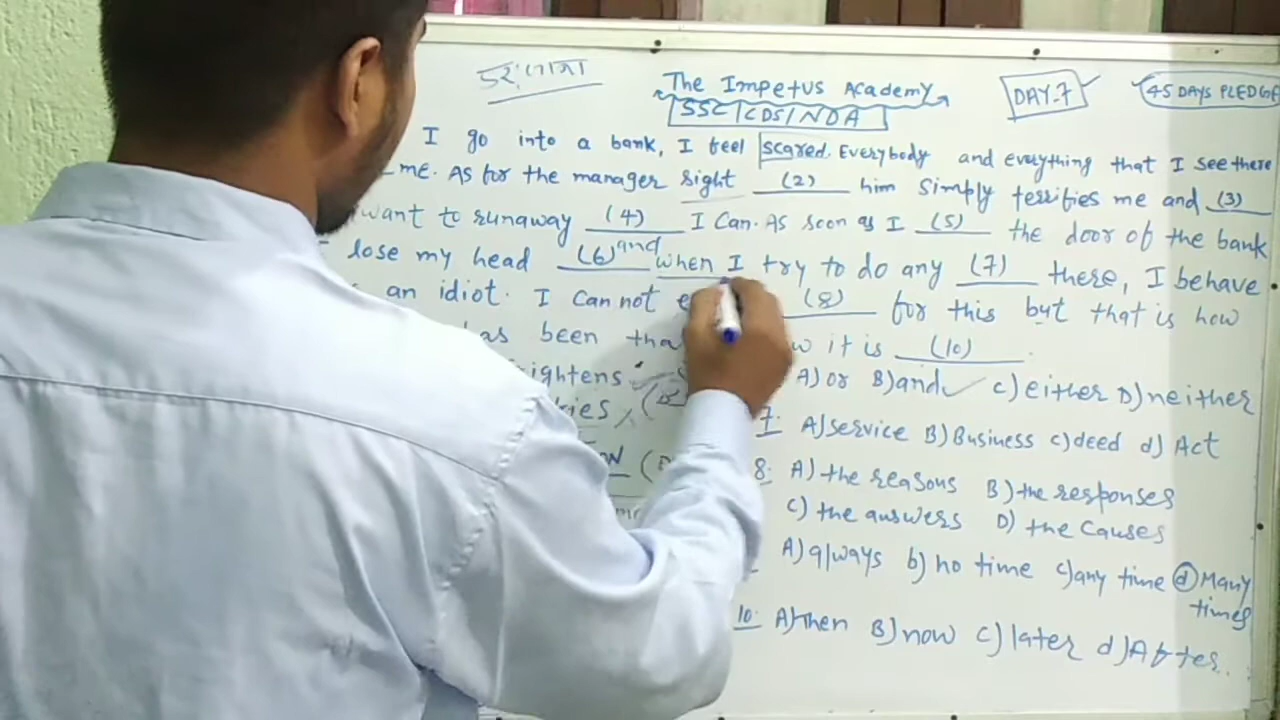 The Impetus Academy
SSC/CDS/NDA
DAY-7
45 DAYS PLEDGE
I go into a bank, I feel scared. Everybody and everything that I see there
me. As for the manager sight (2) him simply terrifies me and (3)
want to runaway (4) I can. As soon as I (5) the door of the bank
lose my head (6) and when I try to do any (7) there, I behave
an idiot. I can not (8) for this but that is how
as been tha w it is (10)
ightens A) or B) and C) either D) neither
7. A) service B) Business c) deed d) Act
8. A) the reasons B) the responses
C) the answers D) the causes
A) always b) no time c) any time d) Many times
10. A) then B) now C) later d) After.